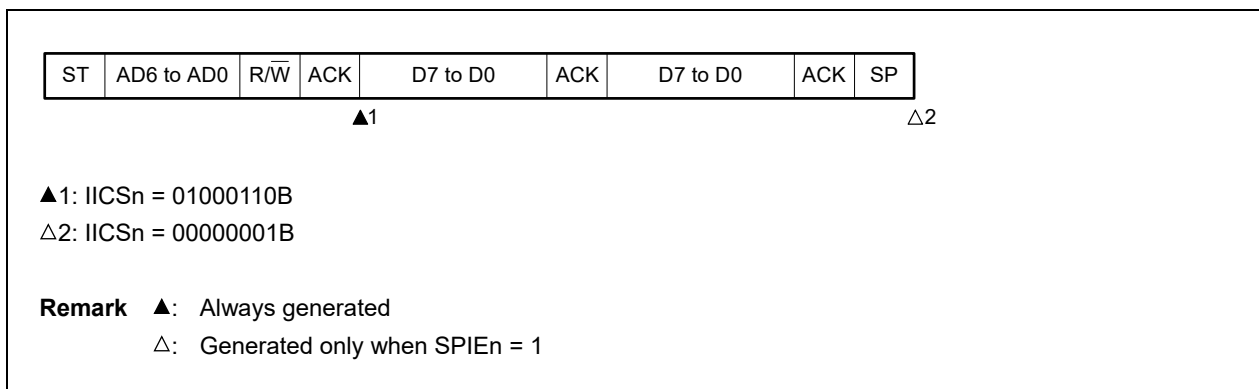 ST AD6 to AD0 R/W̅ ACK D7 to D0 ACK D7 to D0 ACK SP
▲1 △2
▲1: IICSn = 01000110B
△2: IICSn = 00000001B
Remark ▲: Always generated
△: Generated only when SPIEn = 1